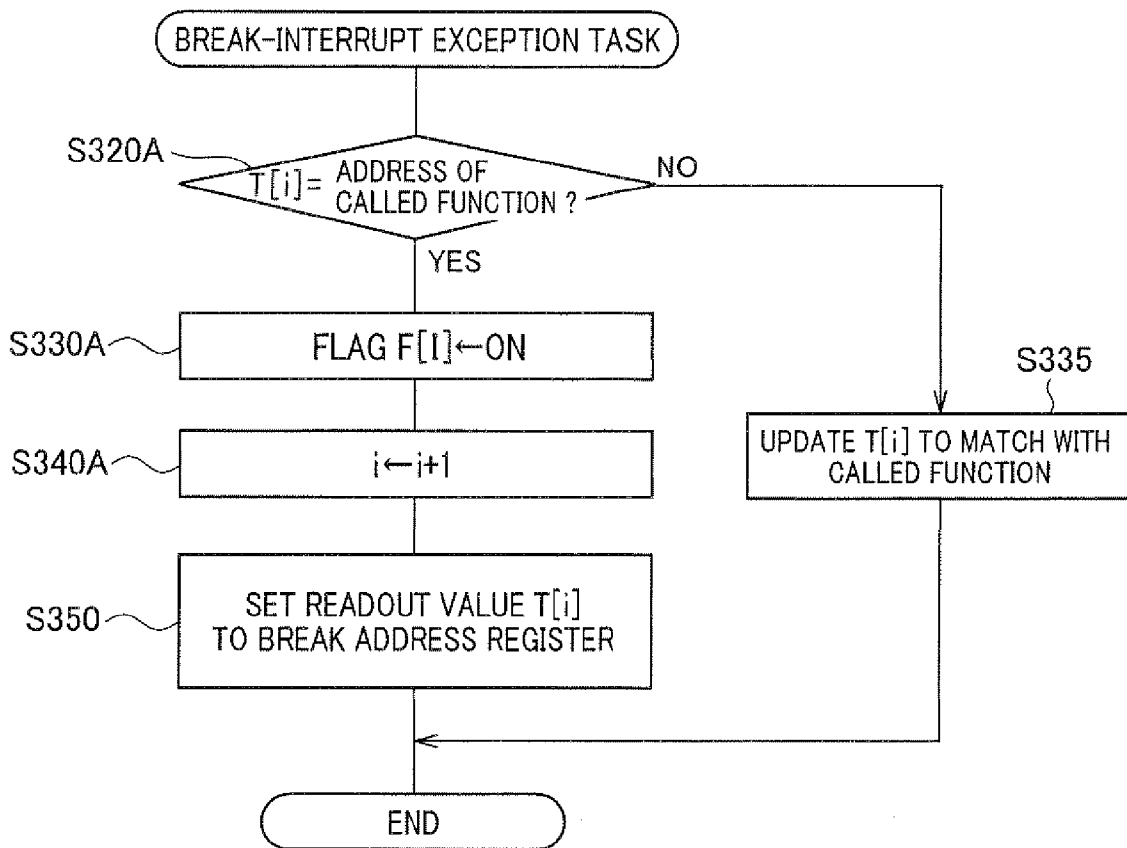 BREAK-INTERRUPT EXCEPTION TASK
S320A
T[i]= ADDRESS OF
CALLED FUNCTION ?
NO
YES
S330A
FLAG F[I]←ON
S335
UPDATE T[i] TO MATCH WITH
CALLED FUNCTION
S340A
i←i+1
S350
SET READOUT VALUE T[i]
TO BREAK ADDRESS REGISTER
END